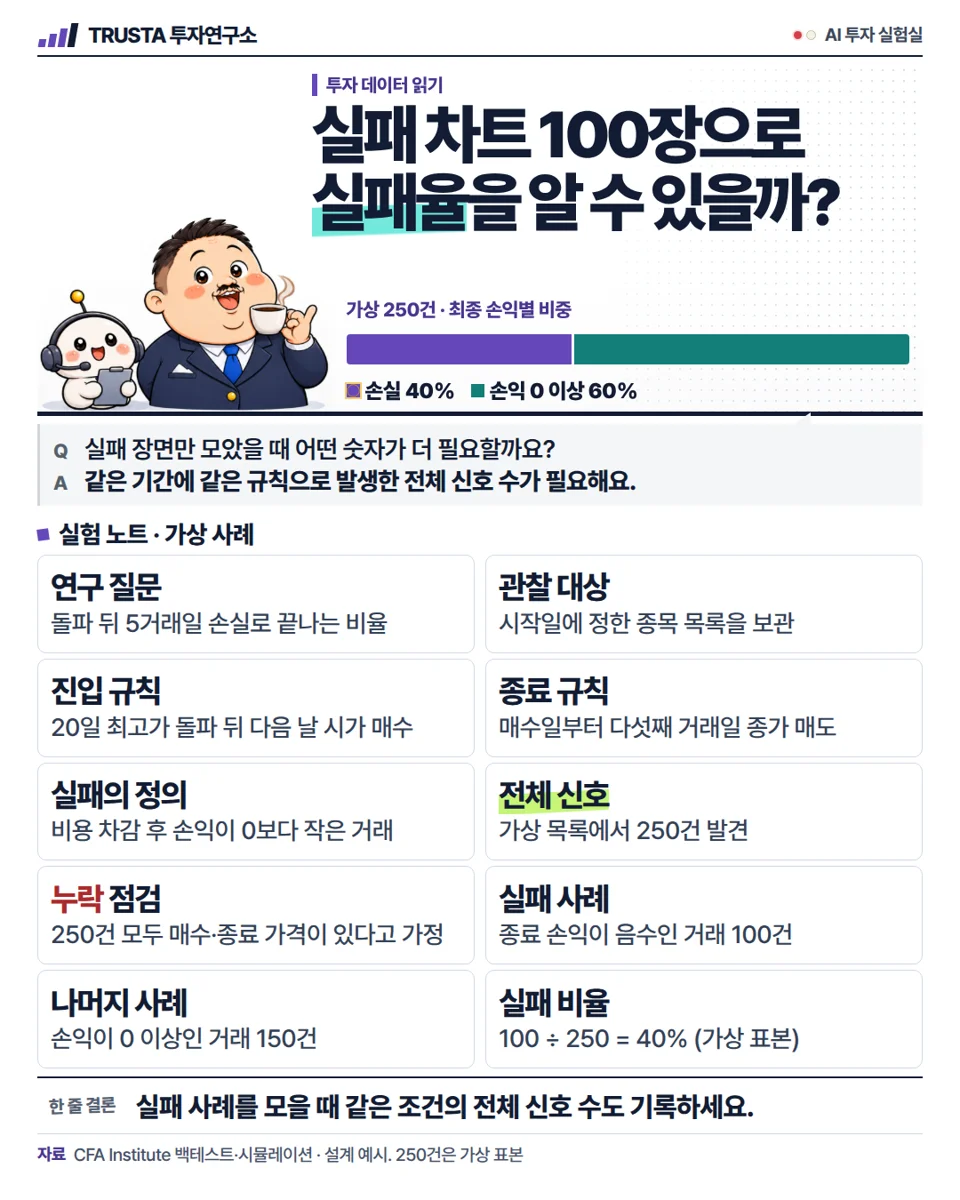 TRUSTA 투자연구소
AI 투자 실험실
투자 데이터 읽기
실패 차트 100장으로
실패율을 알 수 있을까?
가상 250건 · 최종 손익별 비중
손실 40% 손익 0 이상 60%
Q 실패 장면만 모았을 때 어떤 숫자가 더 필요할까요?
A 같은 기간에 같은 규칙으로 발생한 전체 신호 수가 필요해요.
실험 노트 · 가상 사례
연구 질문
돌파 뒤 5거래일 손실로 끝나는 비율
관찰 대상
시작일에 정한 종목 목록을 보관
진입 규칙
20일 최고가 돌파 뒤 다음 날 시가 매수
종료 규칙
매수일부터 다섯째 거래일 종가 매도
실패의 정의
비용 차감 후 손익이 0보다 작은 거래
전체 신호
가상 목록에서 250건 발견
누락 점검
250건 모두 매수·종료 가격이 있다고 가정
실패 사례
종료 손익이 음수인 거래 100건
나머지 사례
손익이 0 이상인 거래 150건
실패 비율
100 ÷ 250 = 40% (가상 표본)
한 줄 결론 실패 사례를 모을 때 같은 조건의 전체 신호 수도 기록하세요.
자료 CFA Institute 백테스트·시뮬레이션 · 설계 예시. 250건은 가상 표본